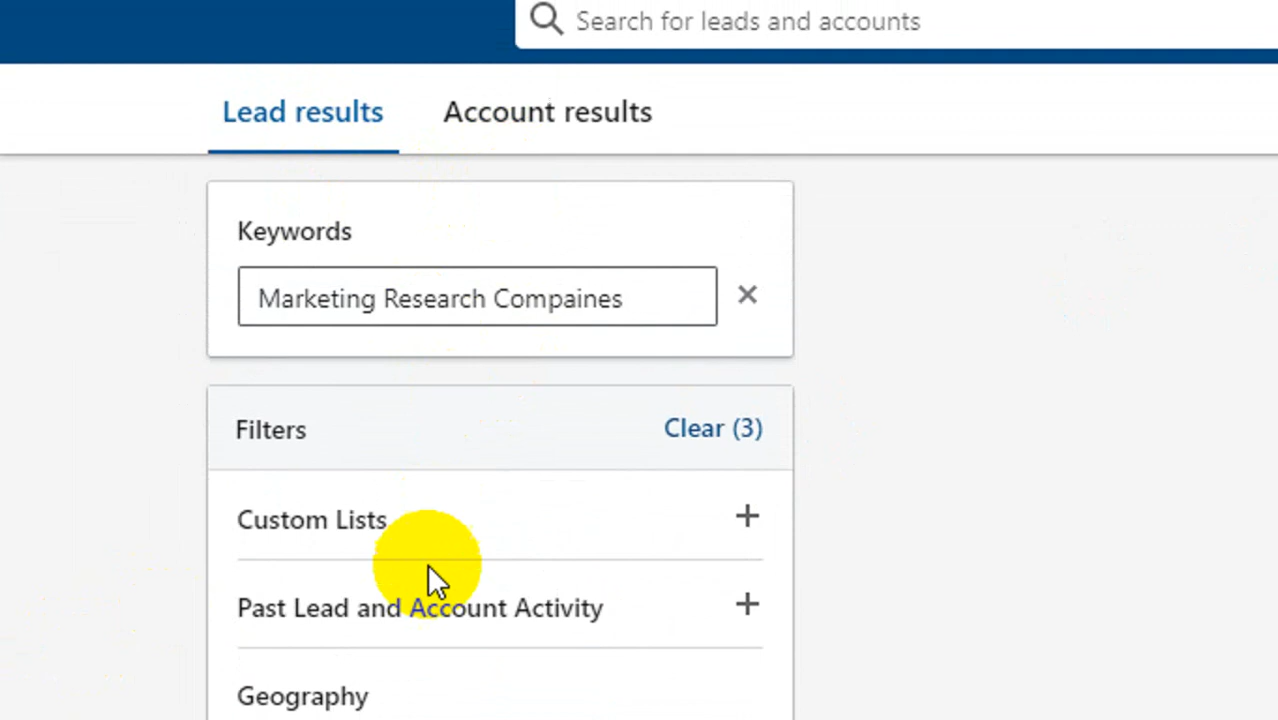 Search for leads and accounts
Lead results Account results
Keywords
Marketing Research Compaines
Filters Clear (3)
Custom Lists
Past Lead and Account Activity
Geography